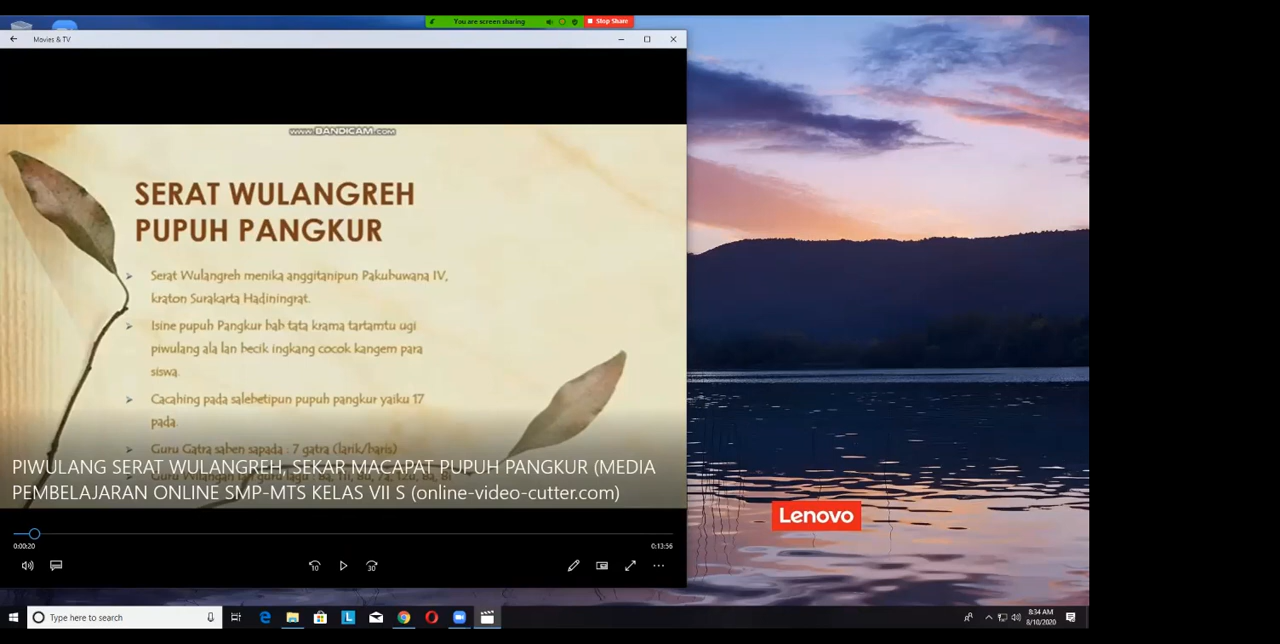 You are screen sharing
Stop Share
Movies & TV
WWW.BANDICAM.COM
SERAT WULANGREH
PUPUH PANGKUR
Serat Wulangreh menika anggitanipun Pakubuwana IV,
kraton Surakarta Hadiningrat.
Isine pupuh Pangkur bab tata krama tartamtu ugi
piwulang ala lan becik ingkang cocok kangem para
siswa.
Cacahing pada salebetipun pupuh pangkur yaiku 17
pada.
Guru Gatra saben sapada : 7 gatra (larik/baris)
PIWULANG SERAT WULANGREH, SEKAR MACAPAT PUPUH PANGKUR (MEDIA
PEMBELAJARAN ONLINE SMP-MTS KELAS VII S (online-video-cutter.com)
0:00:20
0:13:56
10
30
Lenovo
Type here to search
8:34 AM
8/10/2020